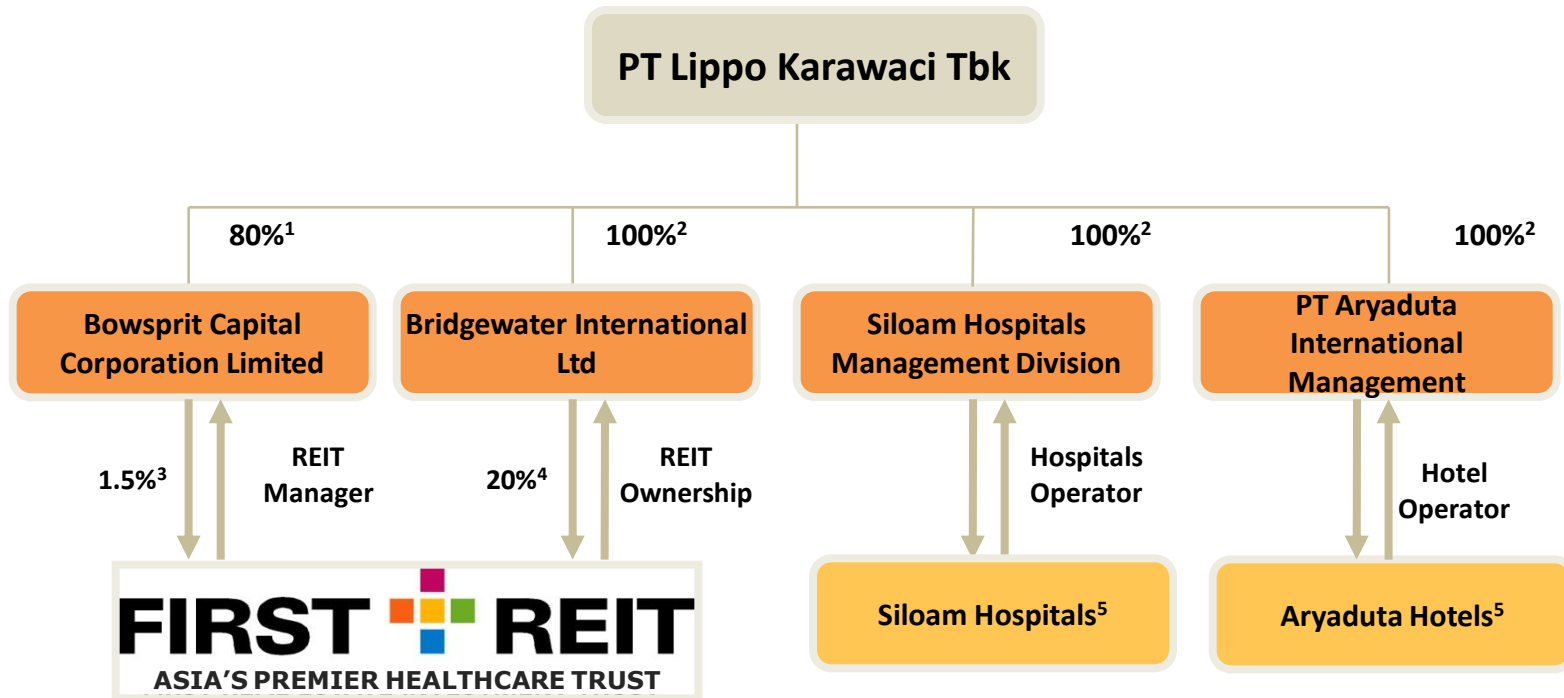 PT Lippo Karawaci Tbk
80%1
100%2
100%2
100%2
Bowsprit Capital
Corporation Limited
Bridgewater International
Ltd
Siloam Hospitals
Management Division
PT Aryaduta
International
Management
1.5%3
REIT
Manager
20%4
REIT
Ownership
Hospitals
Operator
Hotel
Operator
FIRST REIT
ASIA'S PREMIER HEALTHCARE TRUST
Siloam Hospitals5
Aryaduta Hotels5